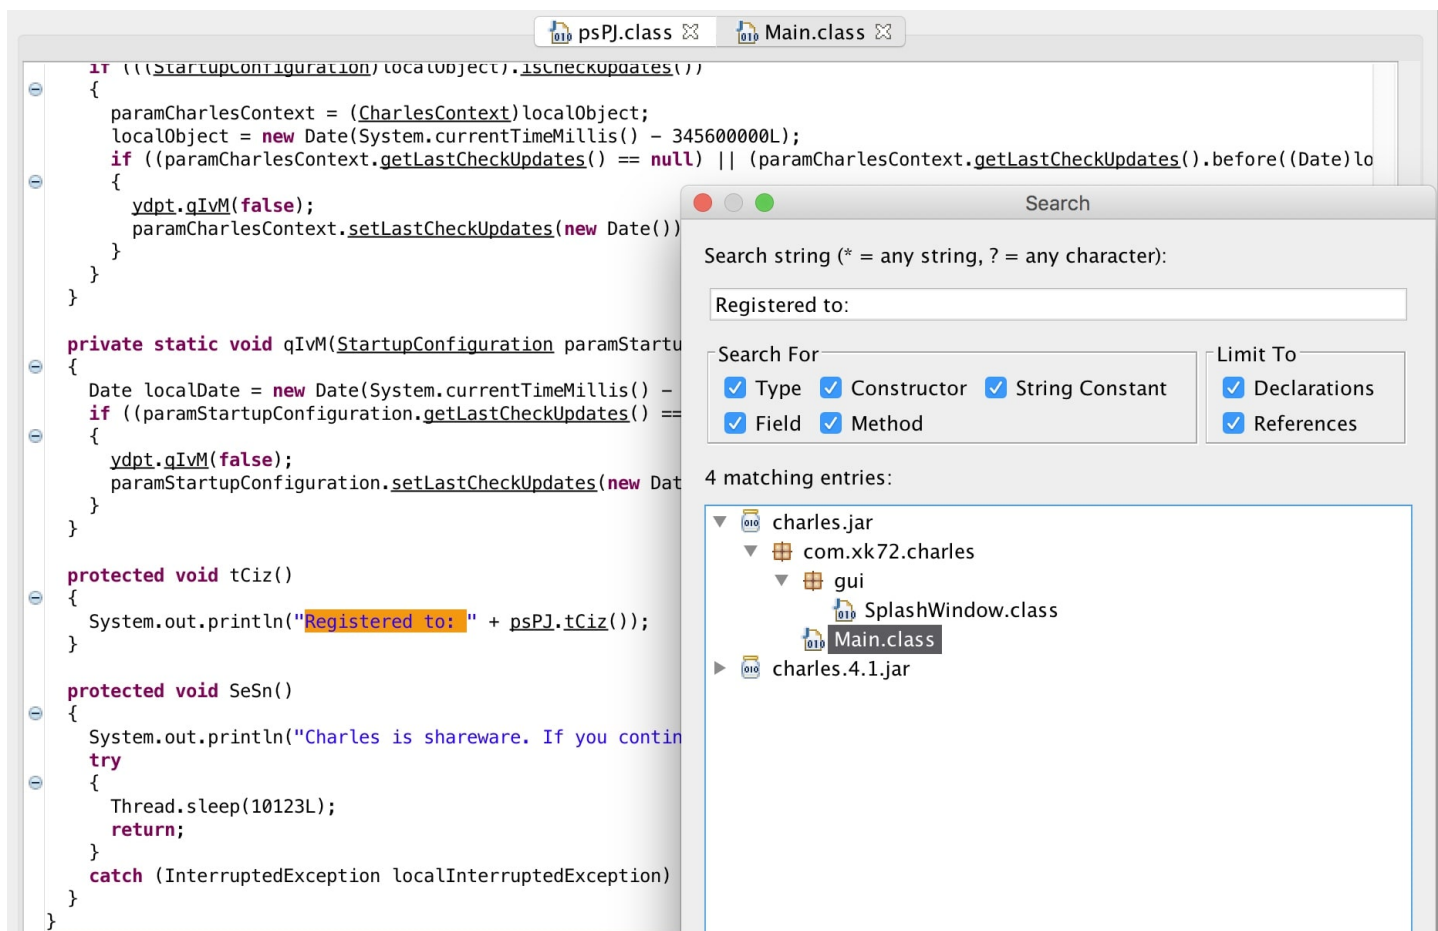 psPJ.class
Main.class
if (((StartupConfiguration)localObject).isCheckUpdates())
{
paramCharlesContext = (CharlesContext)localObject;
localObject = new Date(System.currentTimeMillis() - 345600000L);
if ((paramCharlesContext.getLastCheckUpdates() == null) || (paramCharlesContext.getLastCheckUpdates().before((Date)lo
{
ydpt.qIvM(false);
paramCharlesContext.setLastCheckUpdates(new Date())
}
}
}
private static void qIvM(StartupConfiguration paramStartu
{
Date localDate = new Date(System.currentTimeMillis() -
if ((paramStartupConfiguration.getLastCheckUpdates() ==
{
ydpt.qIvM(false);
paramStartupConfiguration.setLastCheckUpdates(new Dat
}
}
protected void tCiz()
{
System.out.println("Registered to: " + psPJ.tCiz());
}
protected void SeSn()
{
System.out.println("Charles is shareware. If you contin
try
{
Thread.sleep(10123L);
return;
}
catch (InterruptedException localInterruptedException)
}
}
Search
Search string (* = any string, ? = any character):
Registered to:
Search For
Type
Constructor
String Constant
Field
Method
Limit To
Declarations
References
4 matching entries:
charles.jar
com.xk72.charles
gui
SplashWindow.class
Main.class
charles.4.1.jar